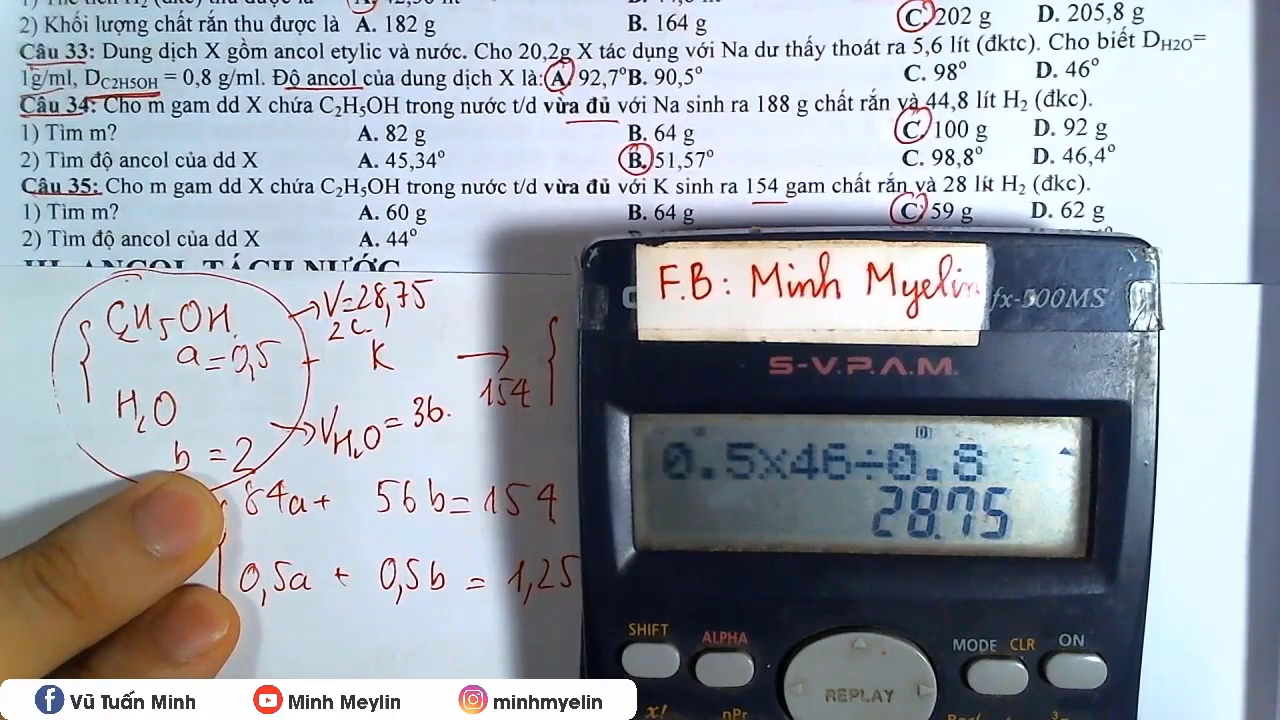 2) Khối lượng chất rắn thu được là A. 182 g B. 164 g C. 202 g D. 205,8 g
Câu 33: Dung dịch X gồm ancol etylic và nước. Cho 20,2g X tác dụng với Na dư thấy thoát ra 5,6 lít (đktc). Cho biết DH2O=
1g/ml, DC2H5OH = 0,8 g/ml. Độ ancol của dung dịch X là: A. 92,7° B. 90,5° C. 98° D. 46°
Câu 34: Cho m gam dd X chứa C2H5OH trong nước t/d vừa đủ với Na sinh ra 188 g chất rắn và 44,8 lít H2 (đkc).
1) Tìm m? A. 82 g B. 64 g C. 100 g D. 92 g
2) Tìm độ ancol của dd X A. 45,34° B. 51,57° C. 98,8° D. 46,4°
Câu 35: Cho m gam dd X chứa C2H5OH trong nước t/d vừa đủ với K sinh ra 154 gam chất rắn và 28 lít H2 (đkc).
1) Tìm m? A. 60 g B. 64 g C. 59 g D. 62 g
2) Tìm độ ancol của dd X A. 44°
III. ANCOL TÁCH NƯỚC
C2H5OH
V=28,75
a=0,5
K
154
H2O
VH2O=36.
b=2
84a + 56b = 154
0,5a + 0,5b = 1,25
F.B: Minh Myelin
fx-500MS
S-V.P.A.M.
D
0.5×46÷0.8
28.75
SHIFT ALPHA MODE CLR ON
REPLAY
x! nPr
Vũ Tuấn Minh Minh Meylin minhmyelin